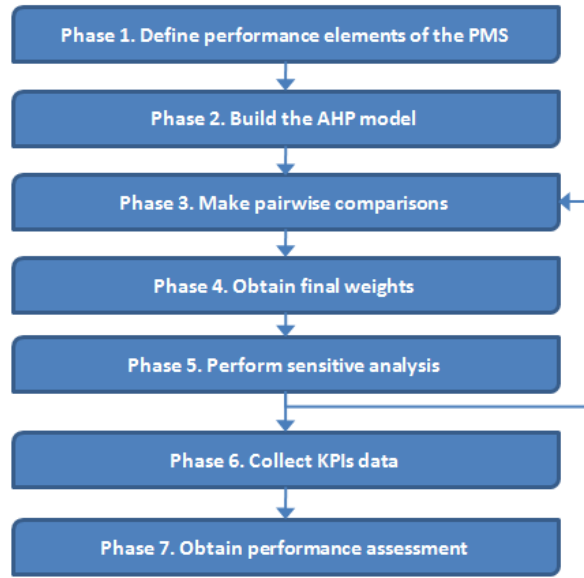 Phase 1. Define performance elements of the PMS
Phase 2. Build the AHP model
Phase 3. Make pairwise comparisons
Phase 4. Obtain final weights
Phase 5. Perform sensitive analysis
Phase 6. Collect KPIs data
Phase 7. Obtain performance assessment